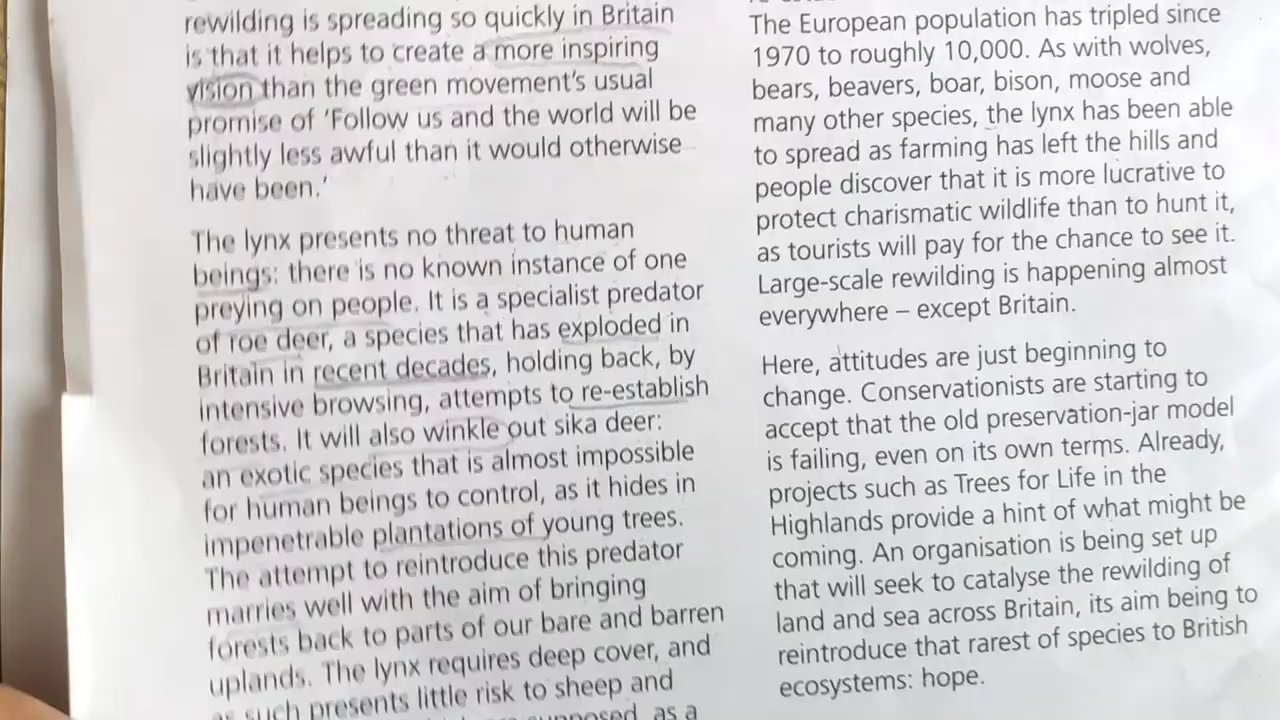 rewilding is spreading so quickly in Britain
is that it helps to create a more inspiring
vision than the green movement's usual
promise of 'Follow us and the world will be
slightly less awful than it would otherwise
have been.'
The lynx presents no threat to human
beings: there is no known instance of one
preying on people. It is a specialist predator
of roe deer, a species that has exploded in
Britain in recent decades, holding back, by
intensive browsing, attempts to re-establish
forests. It will also winkle out sika deer:
an exotic species that is almost impossible
for human beings to control, as it hides in
impenetrable plantations of young trees.
The attempt to reintroduce this predator
marries well with the aim of bringing
forests back to parts of our bare and barren
uplands. The lynx requires deep cover, and
as such presents little risk to sheep and
supposed, as a
The European population has tripled since
1970 to roughly 10,000. As with wolves,
bears, beavers, boar, bison, moose and
many other species, the lynx has been able
to spread as farming has left the hills and
people discover that it is more lucrative to
protect charismatic wildlife than to hunt it,
as tourists will pay for the chance to see it.
Large-scale rewilding is happening almost
everywhere – except Britain.
Here, attitudes are just beginning to
change. Conservationists are starting to
accept that the old preservation-jar model
is failing, even on its own terms. Already,
projects such as Trees for Life in the
Highlands provide a hint of what might be
coming. An organisation is being set up
that will seek to catalyse the rewilding of
land and sea across Britain, its aim being to
reintroduce that rarest of species to British
ecosystems: hope.